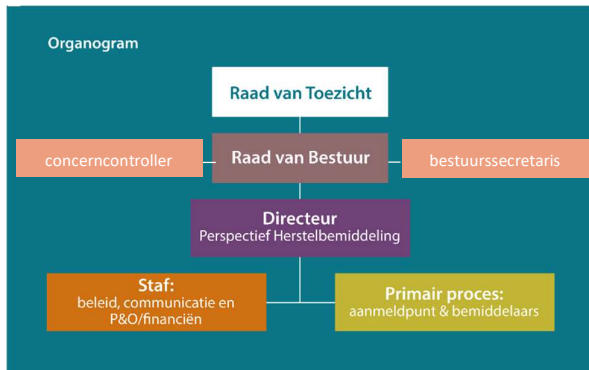 Organogram
Raad van Toezicht
concerncontroller
Raad van Bestuur
bestuurssecretaris
Directeur
Perspectief Herstelbemiddeling
Staf:
beleid, communicatie en
P&O/financiën
Primair proces:
aanmeldpunt & bemiddelaars